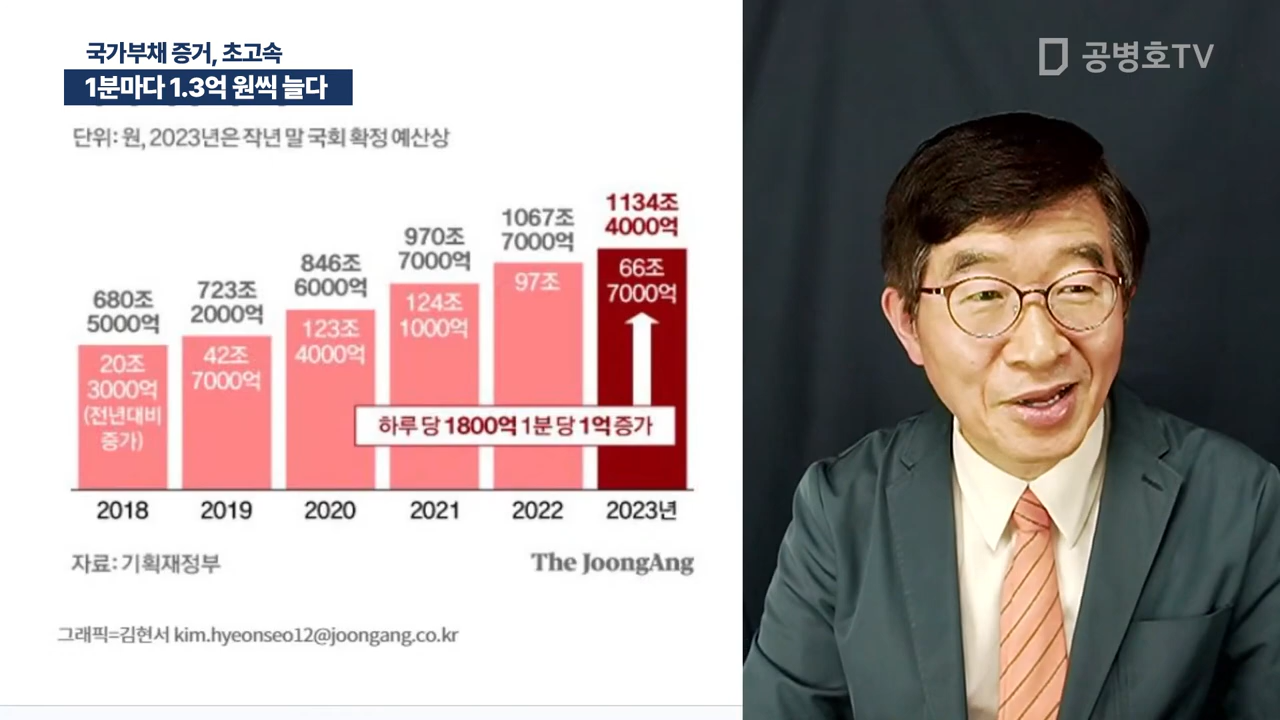 국가부채 증거, 초고속
1분마다 1.3억 원씩 늘다
공병호TV
단위: 원, 2023년은 작년 말 국회 확정 예산상
680조
5000억
723조
2000억
846조
6000억
970조
7000억
1067조
7000억
1134조
4000억
20조
3000억
(전년대비
증가)
42조
7000억
123조
4000억
124조
1000억
97조
66조
7000억
하루 당 1800억 1분 당 1억 증가
2018
2019
2020
2021
2022
2023년
자료: 기획재정부
The JoongAng
그래픽=김현서 kim.hyeonseo12@joongang.co.kr